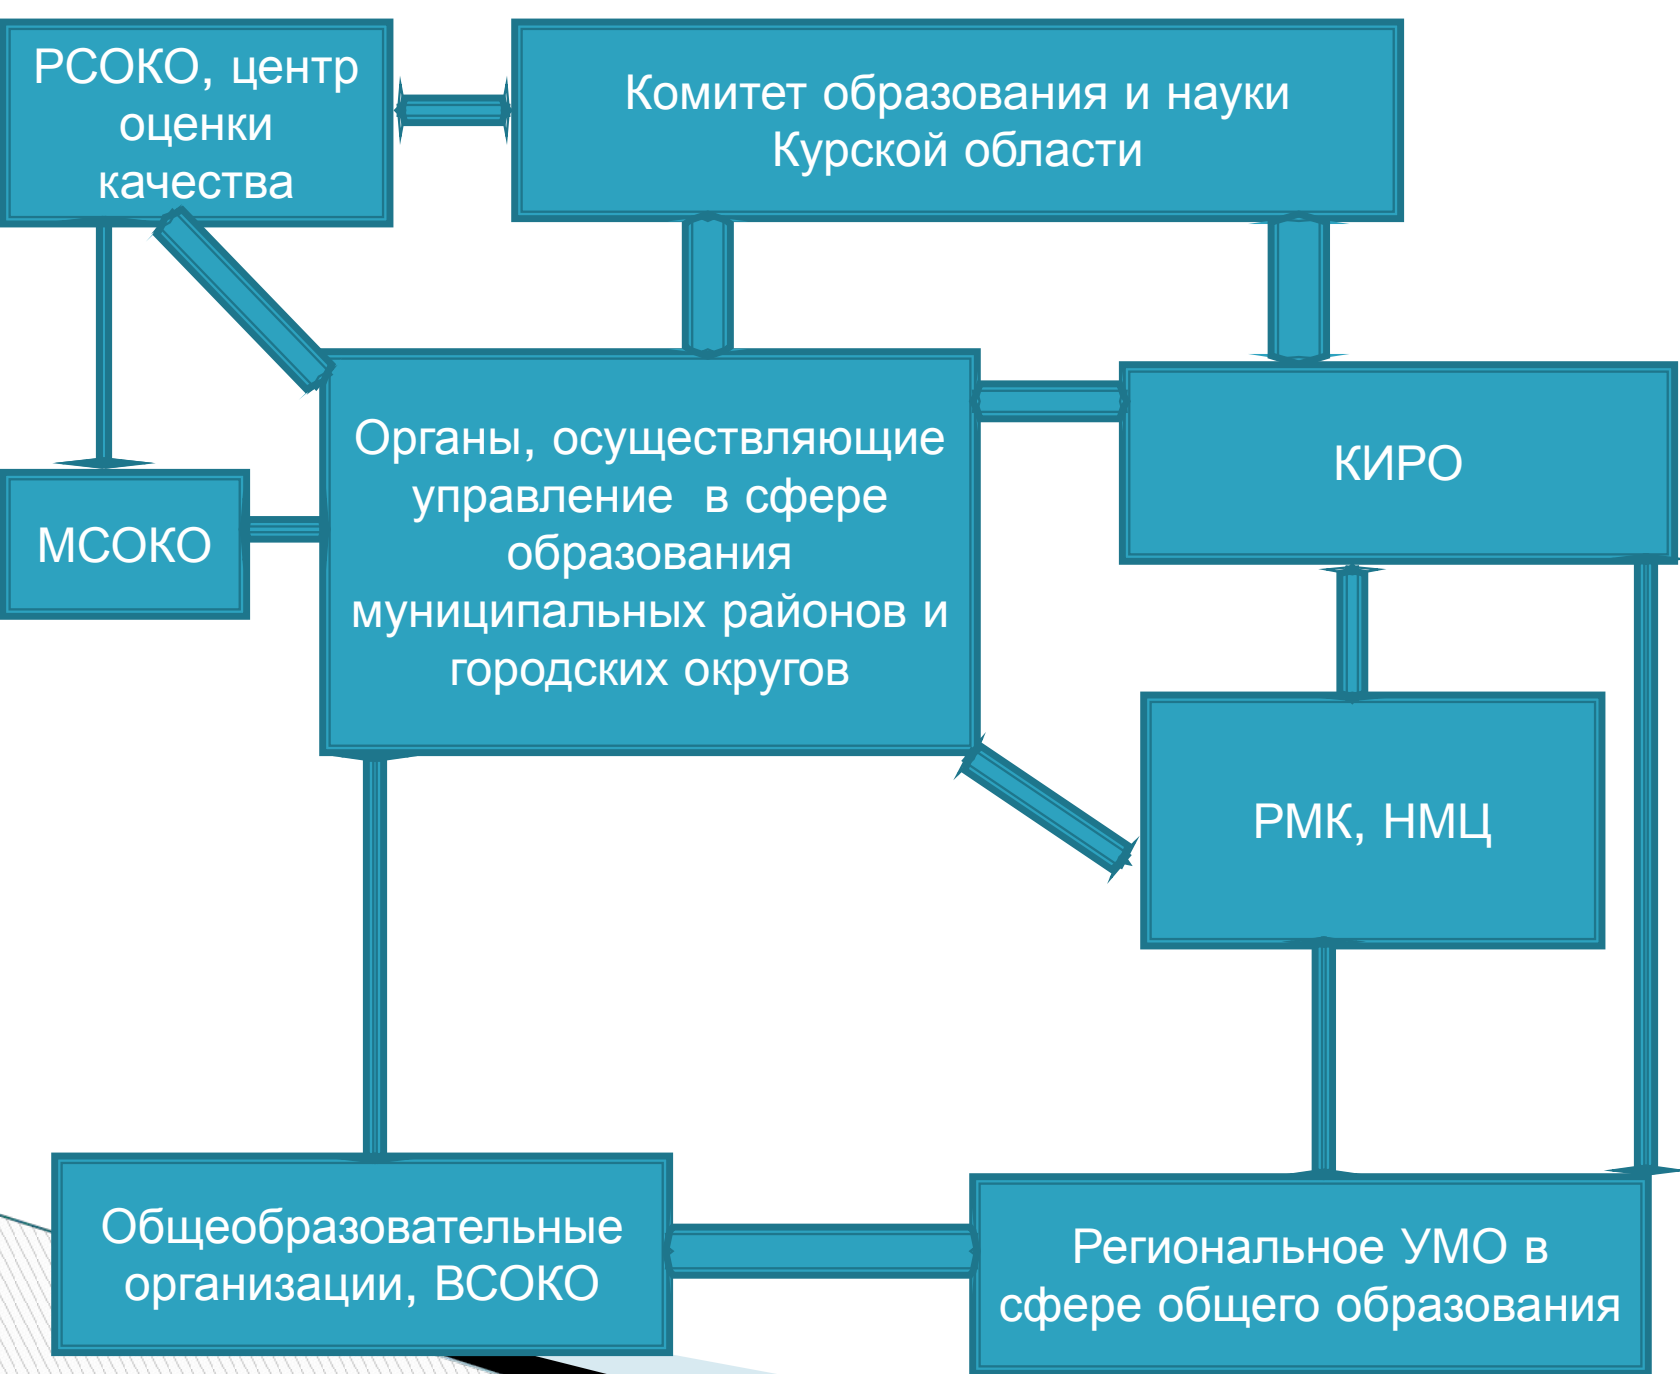 РСОКО, центр
оценки
качества
Комитет образования и науки
Курской области
Органы, осуществляющие
управление в сфере
образования
муниципальных районов и
городских округов
КИРО
МСОКО
РМК, НМЦ
Общеобразовательные
организации, ВСОКО
Региональное УМО в
сфере общего образования